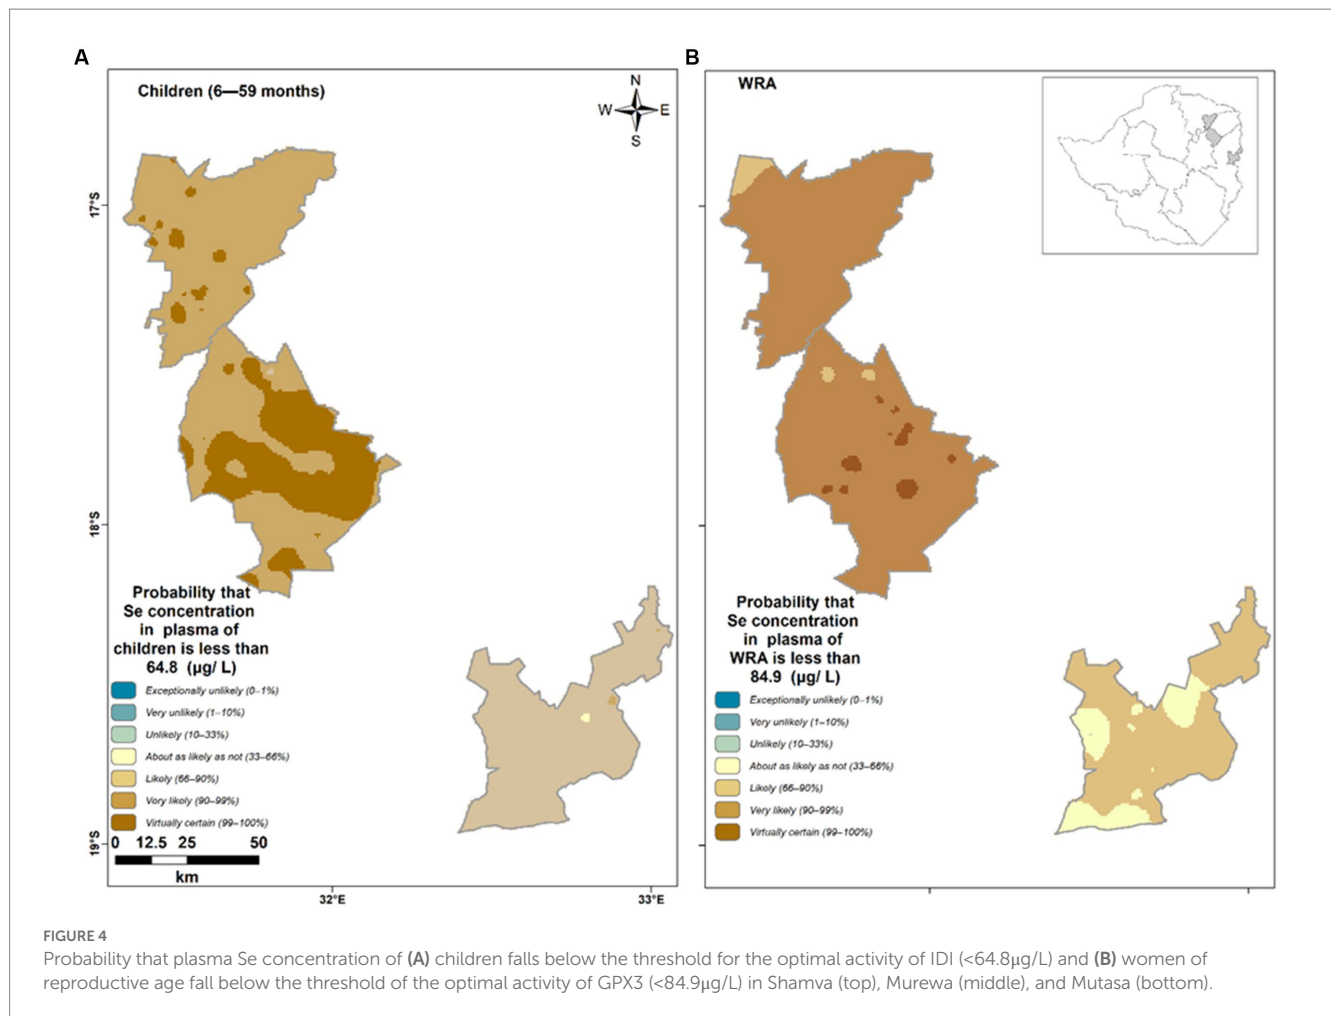 A
B
Children (6—59 months)
WRA
N
W
E
S
17°S
18°S
19°S
Probability that
Se concentration
in plasma of
children is less than
64.8 (µg/ L)
Exceptionally unlikely (0–1%)
Very unlikely (1–10%)
Unlikely (10–33%)
About as likely as not (33–66%)
Likely (66–90%)
Very likely (90–99%)
Virtually certain (99–100%)
0 12.5 25 50
km
32°E
33°E
Probability that
Se concentration
in plasma of
WRA is less than
84.9 (µg/ L)
Exceptionally unlikely (0–1%)
Very unlikely (1–10%)
Unlikely (10–33%)
About as likely as not (33–66%)
Likely (66–90%)
Very likely (90–99%)
Virtually certain (99–100%)
FIGURE 4
Probability that plasma Se concentration of (A) children falls below the threshold for the optimal activity of IDI (<64.8µg/L) and (B) women of
reproductive age fall below the threshold of the optimal activity of GPX3 (<84.9µg/L) in Shamva (top), Murewa (middle), and Mutasa (bottom).